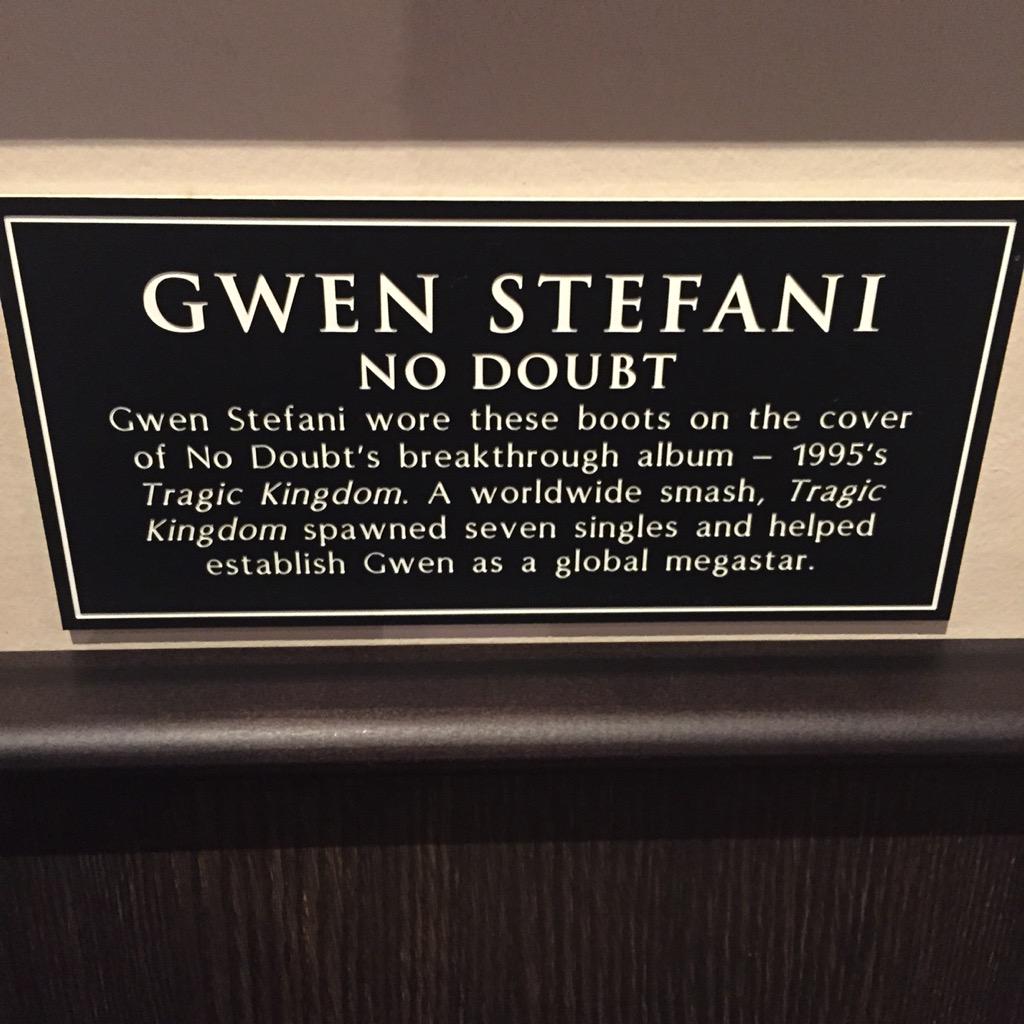 GWEN STEFANI
NO DOUBT
Gwen Stefani wore these boots on the cover
of No Doubt's breakthrough album – 1995's
Tragic Kingdom. A worldwide smash, Tragic
Kingdom spawned seven singles and helped
establish Gwen as a global megastar.